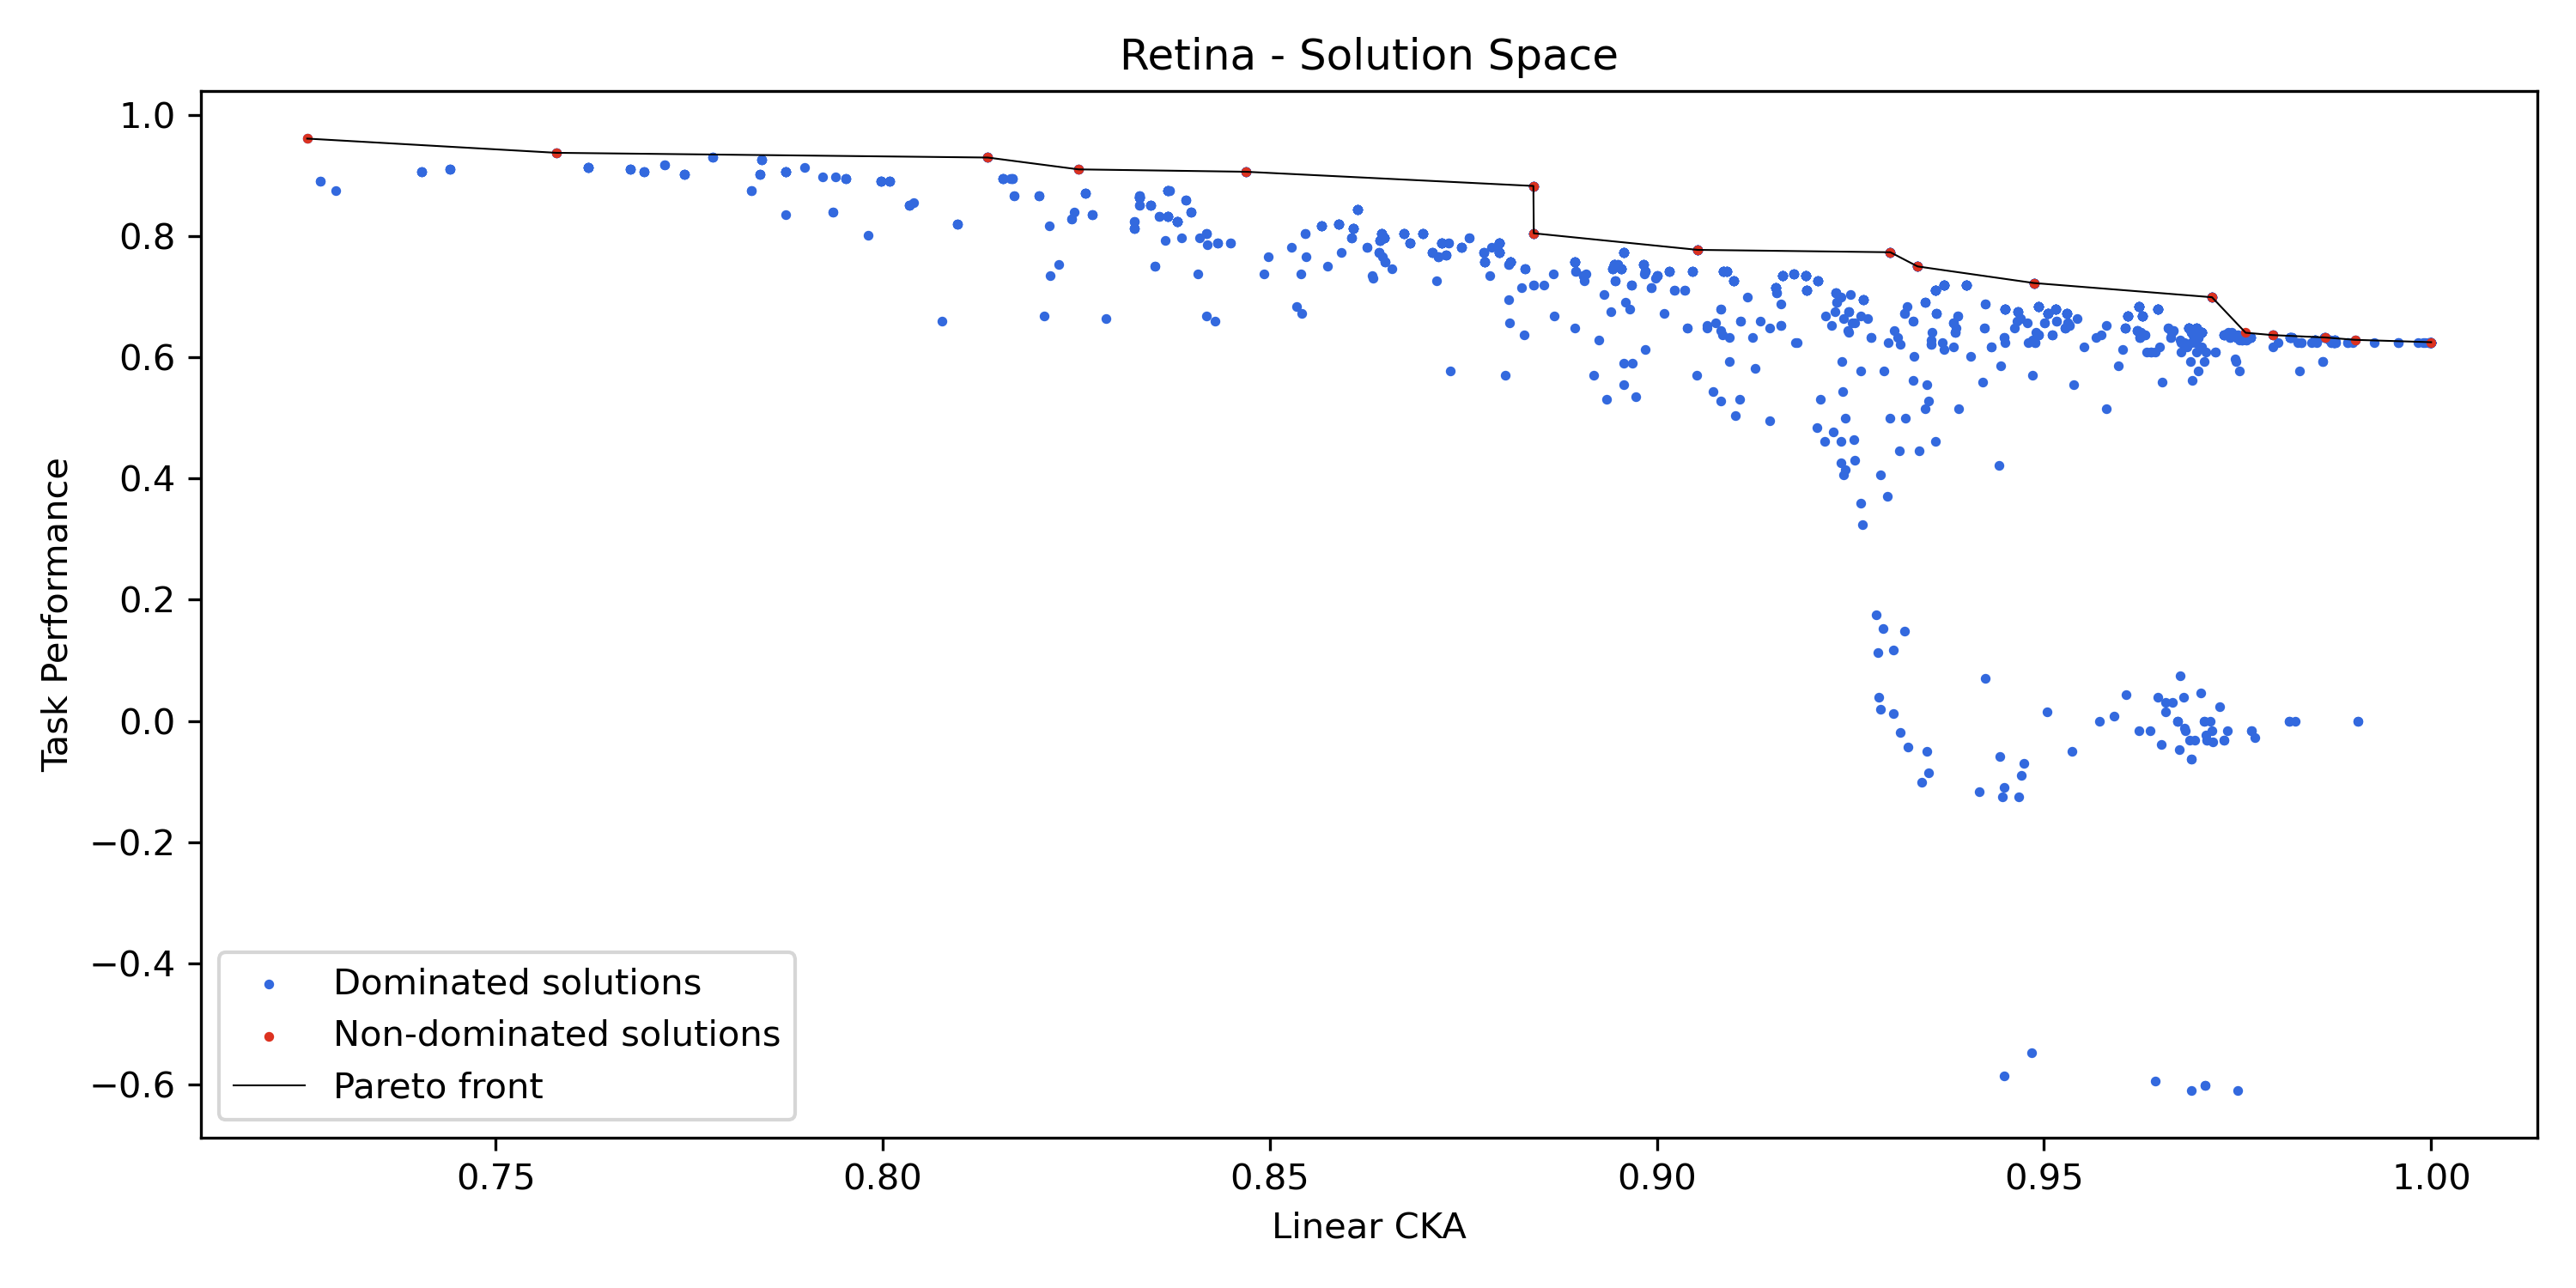 Retina - Solution Space
1.0
0.8
0.6
0.4
0.2
0.0
−0.2
−0.4
−0.6
Task Performance
Dominated solutions
Non-dominated solutions
Pareto front
0.75 0.80 0.85 0.90 0.95 1.00
Linear CKA